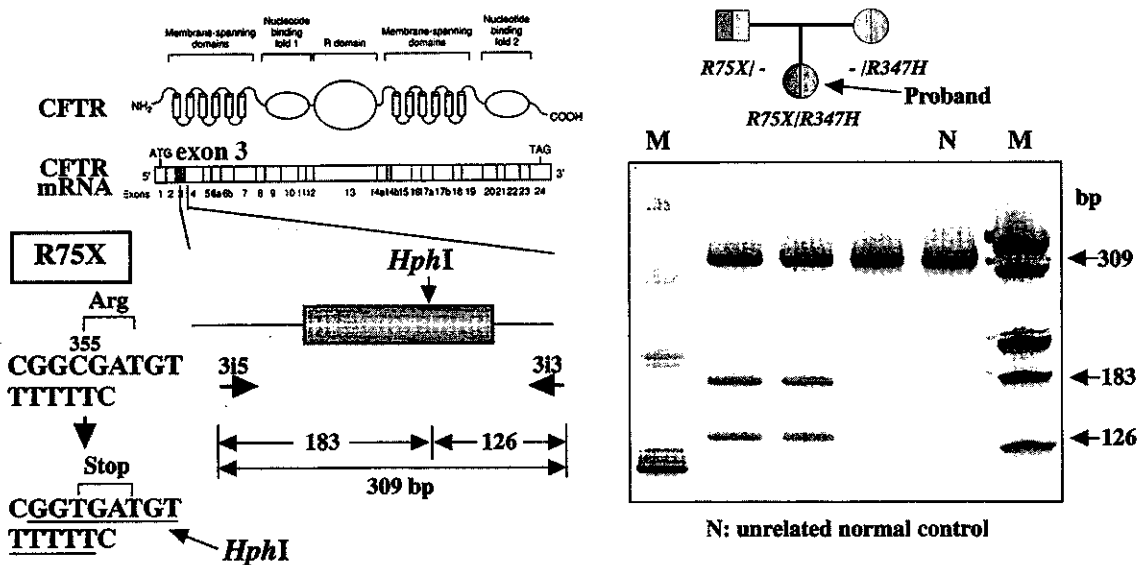 Membrane-spanning domains
Nucleotide binding fold 1
R domain
Membrane-spanning domains
Nucleotide binding fold 2
CFTR
NH2
COOH
ATG
exon 3
TAG
CFTR mRNA
5'
3'
Exons 1 2 3 4 5 6a 6b 7 8 9 10 11 12 13 14a 14b 15 16 17a 17b 18 19 20 21 22 23 24
R75X
Arg
355
CGGCGATGT
TTTTTC
Stop
CGGTGATGT
TTTTTC
HphI
HphI
3i5
3i3
183
126
309 bp
R75X/ -
- /R347H
Proband
R75X/R347H
M
N
M
bp
309
183
126
N: unrelated normal control